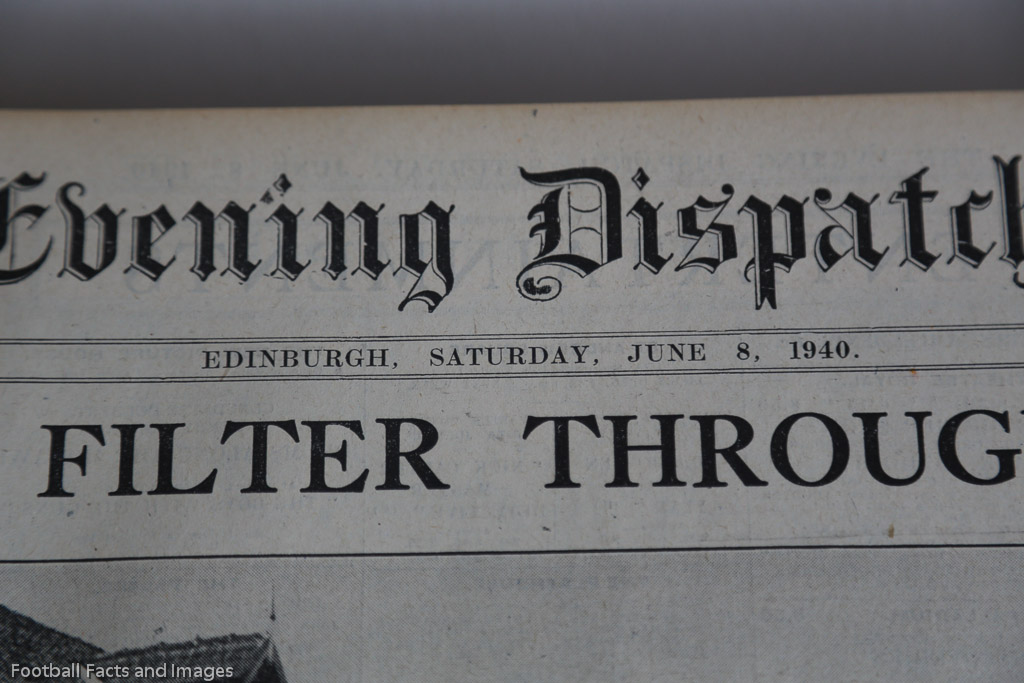 Evening Dispatch
EDINBURGH, SATURDAY, JUNE 8, 1940.
FILTER THROUG
Football Facts and Images